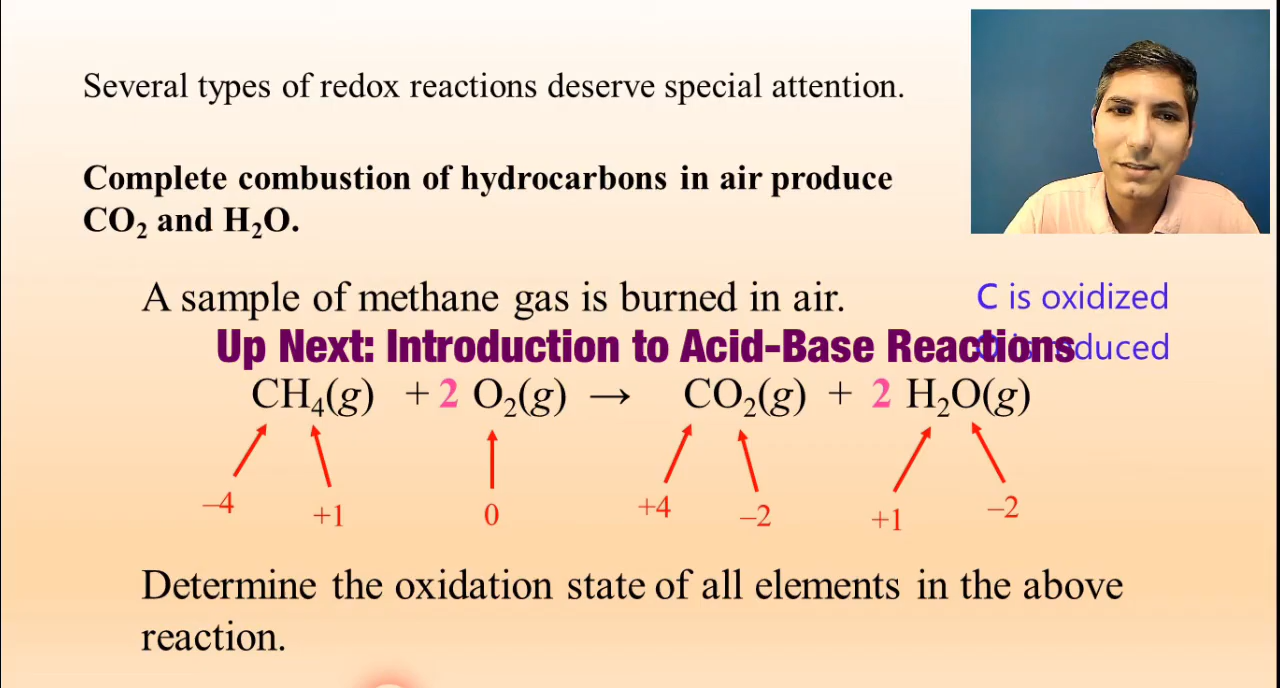 Several types of redox reactions deserve special attention.
Complete combustion of hydrocarbons in air produce
CO₂ and H₂O.
A sample of methane gas is burned in air.
C is oxidized
Up Next: Introduction to Acid-Base Reactions
CH₄(g) + 2 O₂(g) → CO₂(g) + 2 H₂O(g)
–4 +1 0 +4 –2 +1 –2
Determine the oxidation state of all elements in the above
reaction.